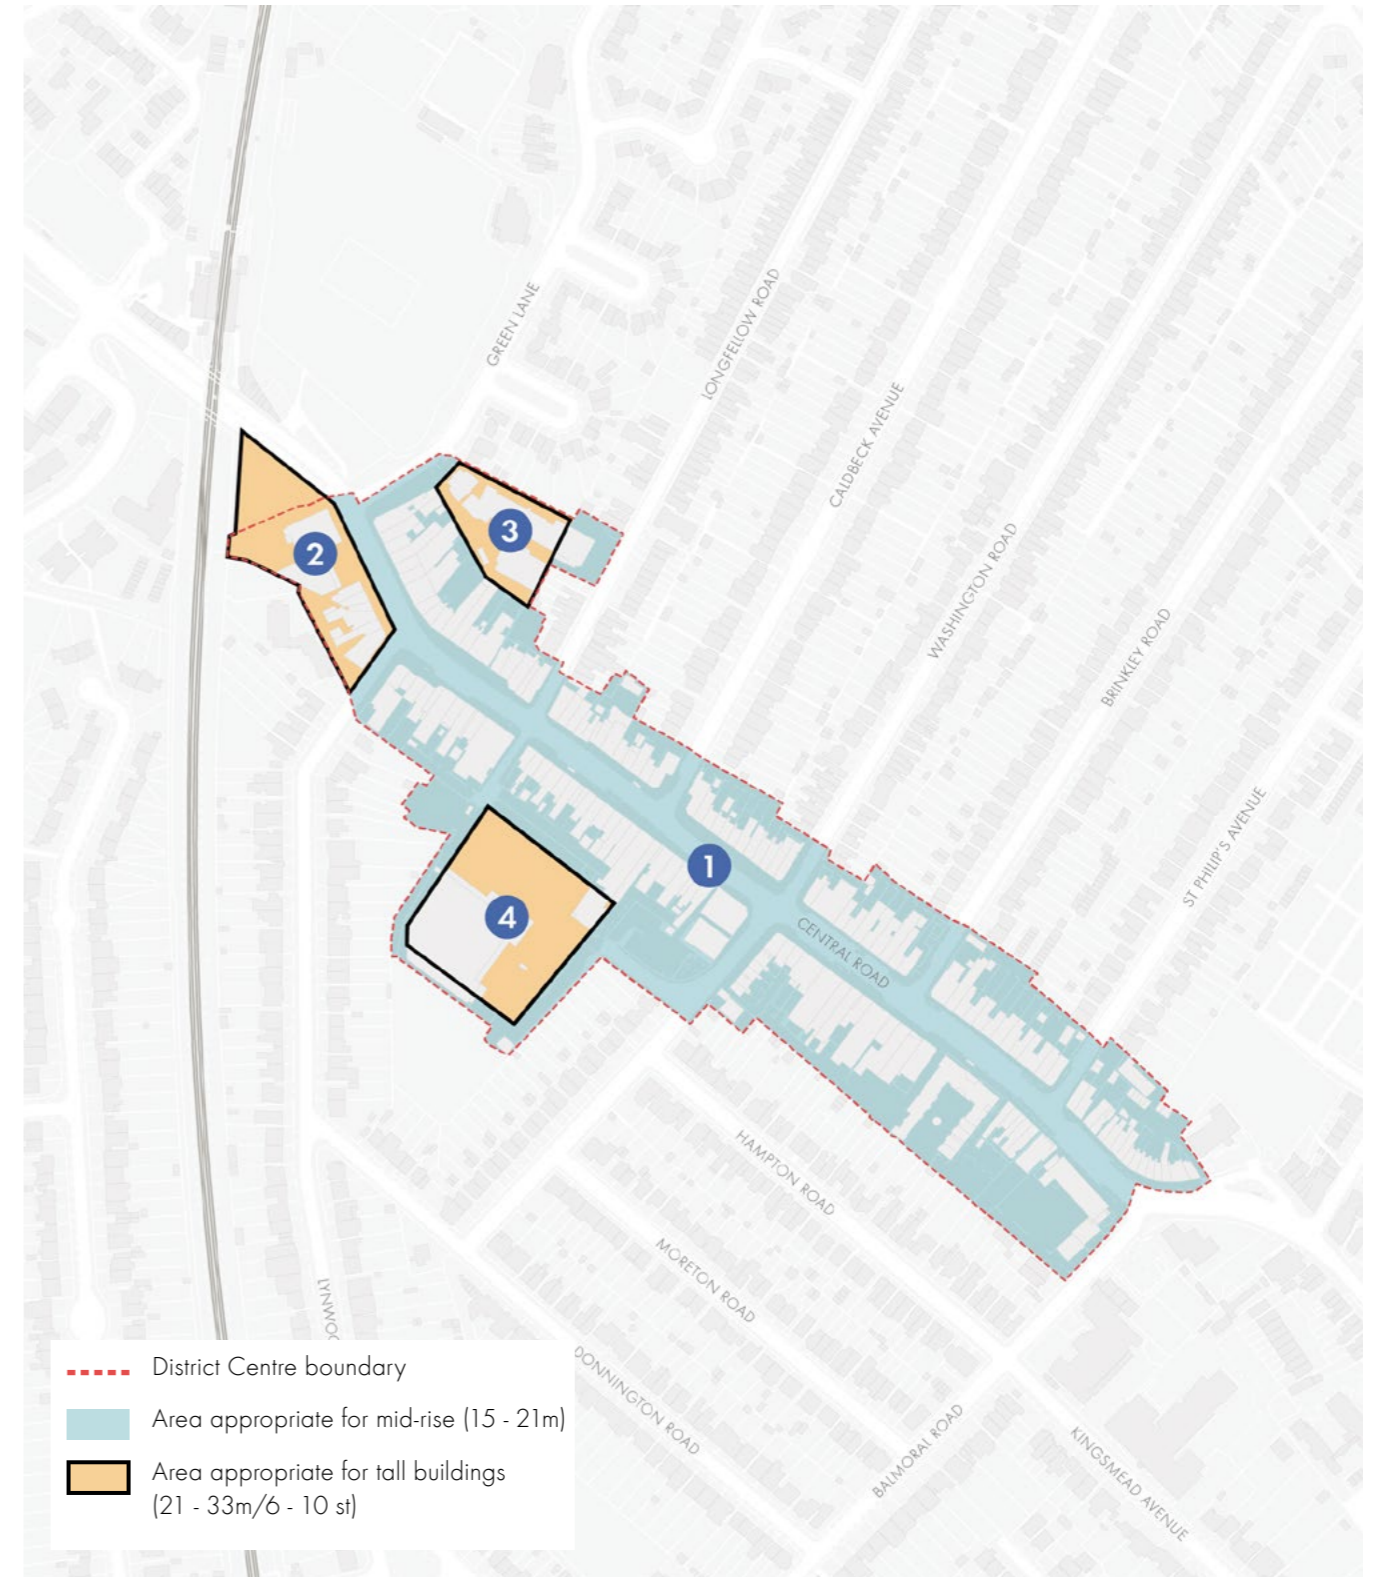 GREEN LANE
LONGFELLOW ROAD
CALDBECK AVENUE
WASHINGTON ROAD
BRINKLEY ROAD
ST PHILIP'S AVENUE
3
2
1
4
CENTRAL ROAD
HAMPTON ROAD
MORETON ROAD
LYNWO
DONNINGTON ROAD
BALMORAL ROAD
KINGSMEAD AVENUE
District Centre boundary
Area appropriate for mid-rise (15 - 21m)
Area appropriate for tall buildings
(21 - 33m/6 - 10 st)